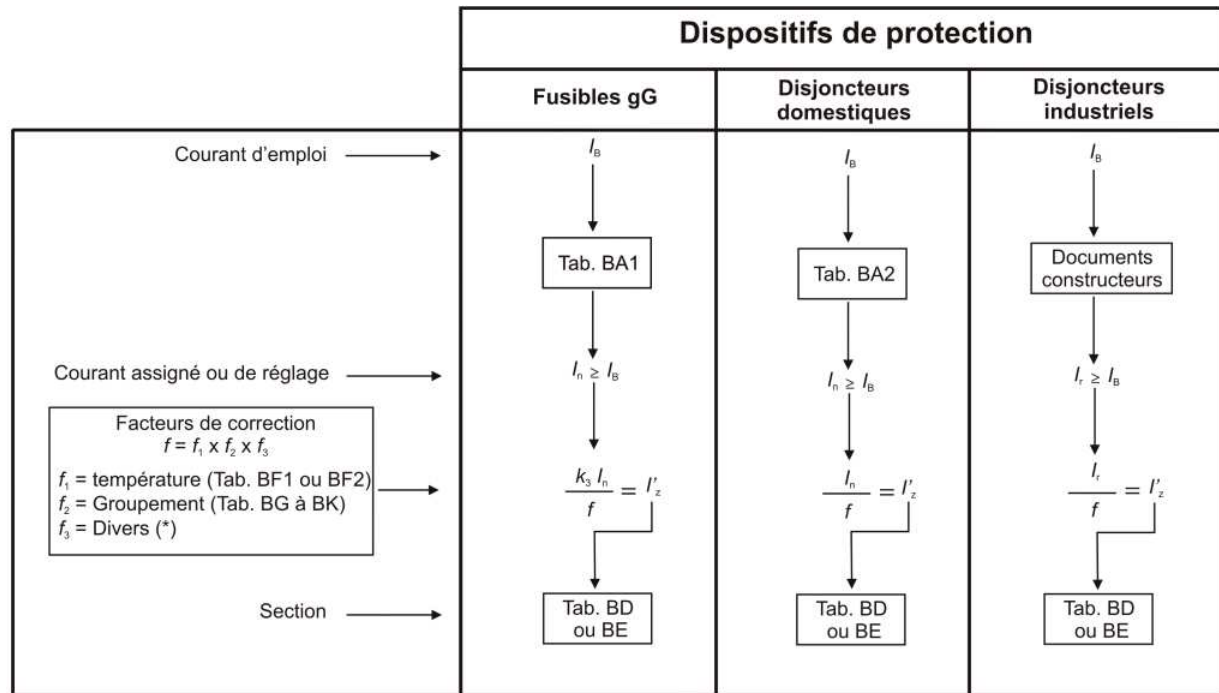 Dispositifs de protection
Fusibles gG
Disjoncteurs
domestiques
Disjoncteurs
industriels
Courant d'emploi
I_B
I_B
I_B
Tab. BA1
Tab. BA2
Documents
constructeurs
Courant assigné ou de réglage
I_n ≥ I_B
I_n ≥ I_B
I_r ≥ I_B
Facteurs de correction
f = f_1 x f_2 x f_3
f_1 = température (Tab. BF1 ou BF2)
f_2 = Groupement (Tab. BG à BK)
f_3 = Divers (*)
k_3 I_n / f = I'_z
I_n / f = I'_z
I_r / f = I'_z
Section
Tab. BD
ou BE
Tab. BD
ou BE
Tab. BD
ou BE